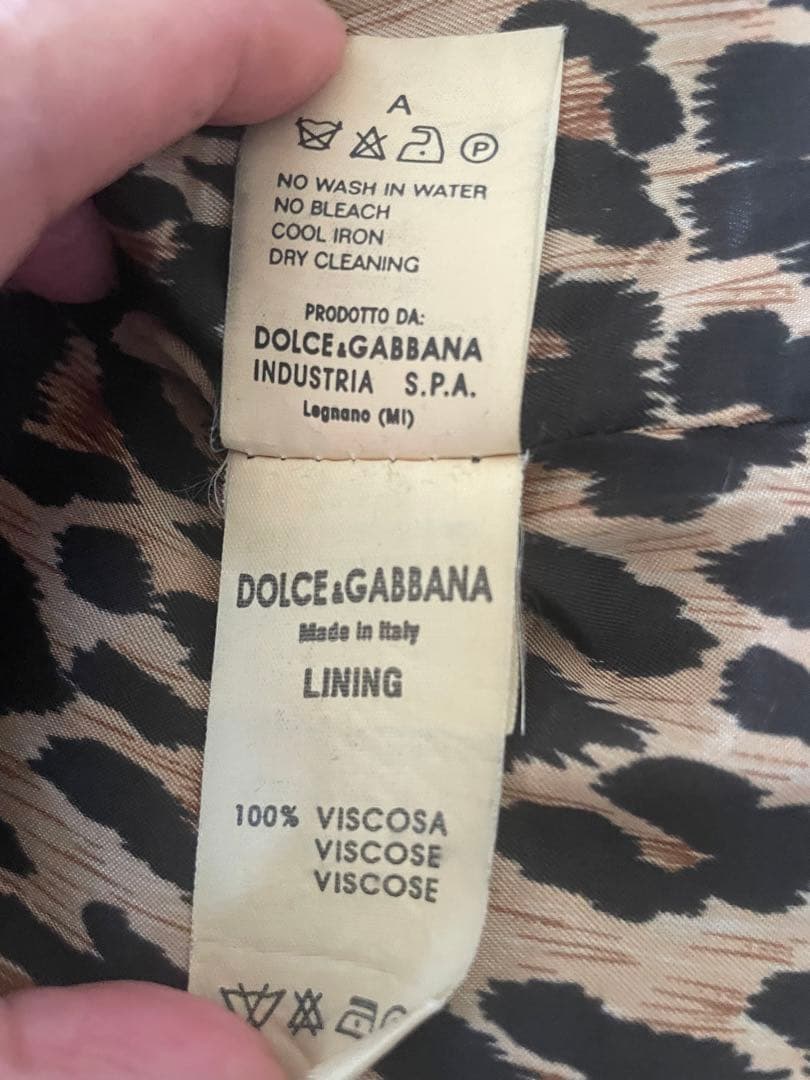 A
P
NO WASH IN WATER
NO BLEACH
COOL IRON
DRY CLEANING
PRODOTTO DA:
DOLCE&GABBANA
INDUSTRIA S.P.A.
Legnano (MI)
DOLCE&GABBANA
Made in Italy
LINING
100% VISCOSA
VISCOSE
VISCOSE